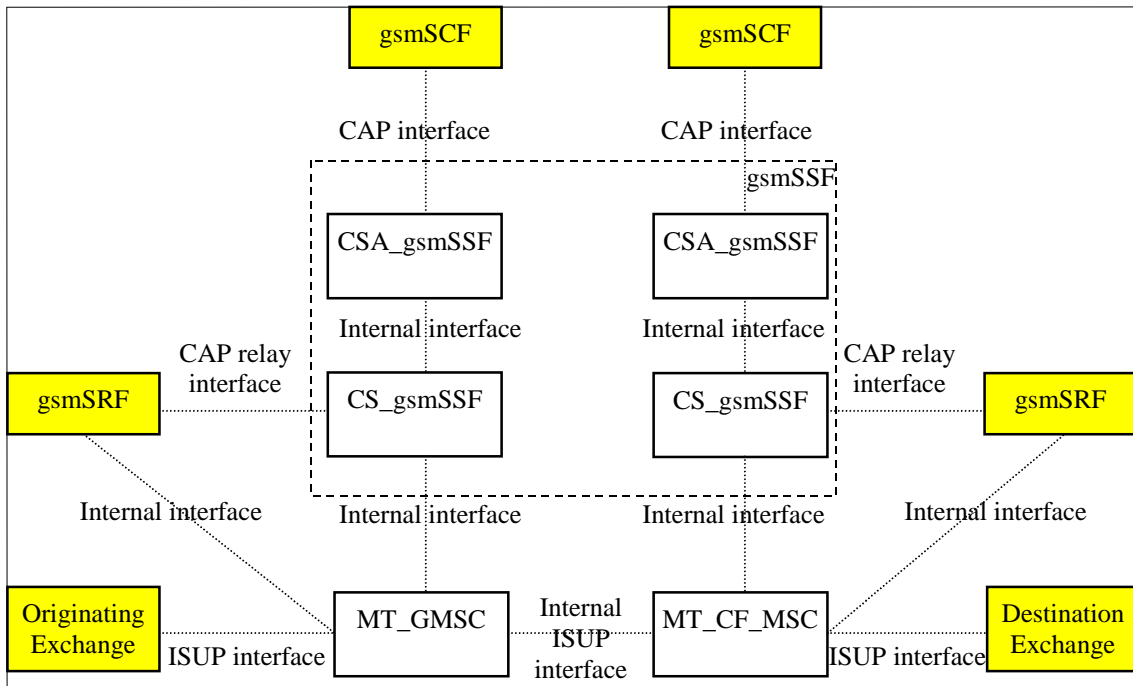 gsmSCF
gsmSCF
CAP interface
CAP interface
gsmSSF
CSA_gsmSSF
CSA_gsmSSF
Internal interface
Internal interface
CAP relay
interface
CAP relay
interface
gsmSRF
CS_gsmSSF
CS_gsmSSF
gsmSRF
Internal interface
Internal interface
Internal interface
Internal interface
Originating
Exchange
ISUP interface
MT_GMSC
Internal
ISUP
interface
MT_CF_MSC
ISUP interface
Destination
Exchange